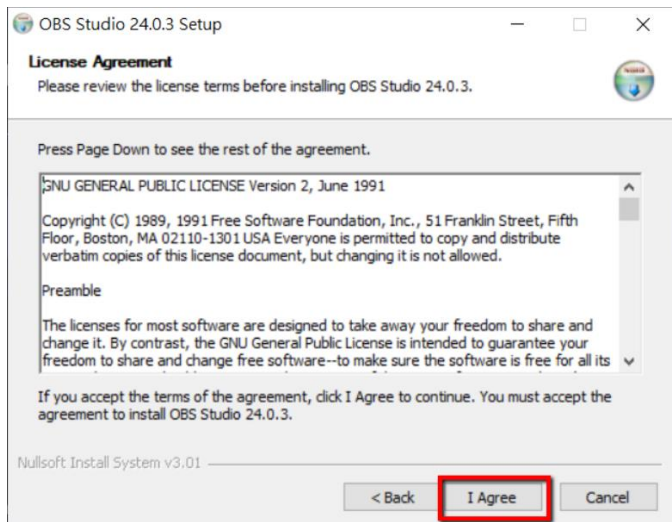 OBS Studio 24.0.3 Setup
License Agreement
Please review the license terms before installing OBS Studio 24.0.3.
Press Page Down to see the rest of the agreement.
GNU GENERAL PUBLIC LICENSE Version 2, June 1991
Copyright (C) 1989, 1991 Free Software Foundation, Inc., 51 Franklin Street, Fifth
Floor, Boston, MA 02110-1301 USA Everyone is permitted to copy and distribute
verbatim copies of this license document, but changing it is not allowed.
Preamble
The licenses for most software are designed to take away your freedom to share and
change it. By contrast, the GNU General Public License is intended to guarantee your
freedom to share and change free software--to make sure the software is free for all its
If you accept the terms of the agreement, click I Agree to continue. You must accept the
agreement to install OBS Studio 24.0.3.
Nullsoft Install System v3.01
< Back
I Agree
Cancel